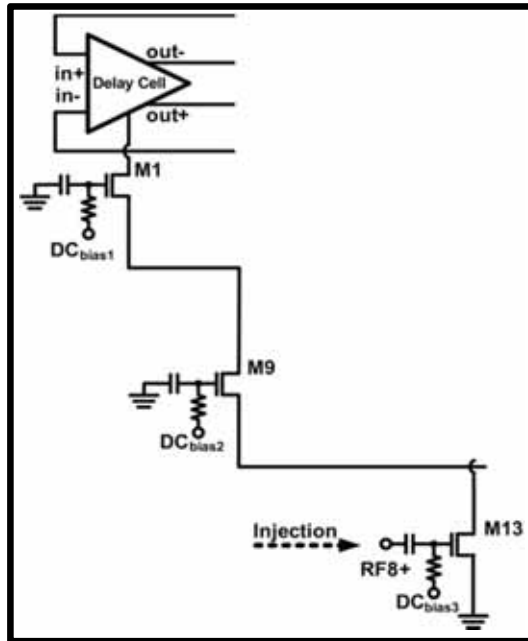 out-
in+
Delay Cell
in-
out+
M1
DCbias1
M9
DCbias2
Injection
M13
RF8+
DCbias3